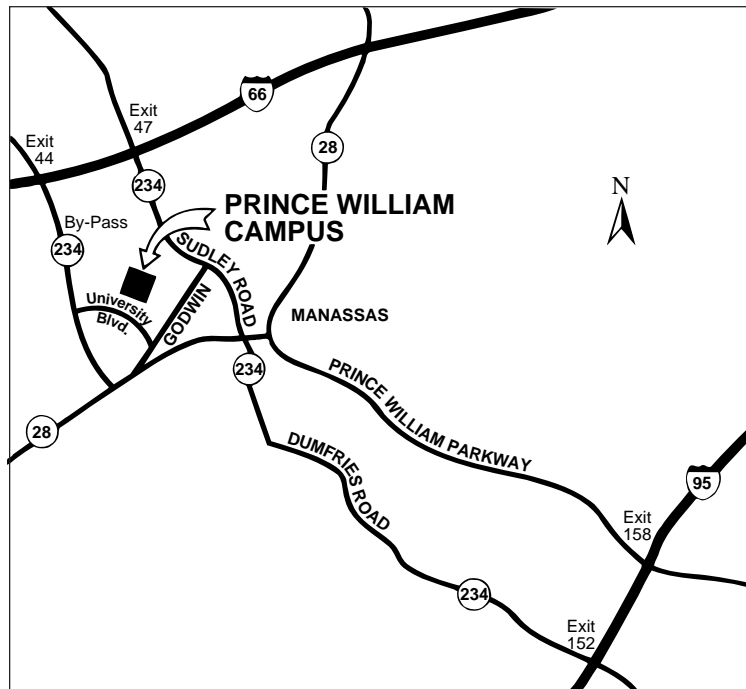 66
Exit
47
Exit
44
28
234
N
PRINCE WILLIAM
CAMPUS
By-Pass
234
SUDLEY ROAD
University
Blvd.
GODWIN
MANASSAS
234
PRINCE WILLIAM PARKWAY
28
DUMFRIES ROAD
95
Exit
158
234
Exit
152